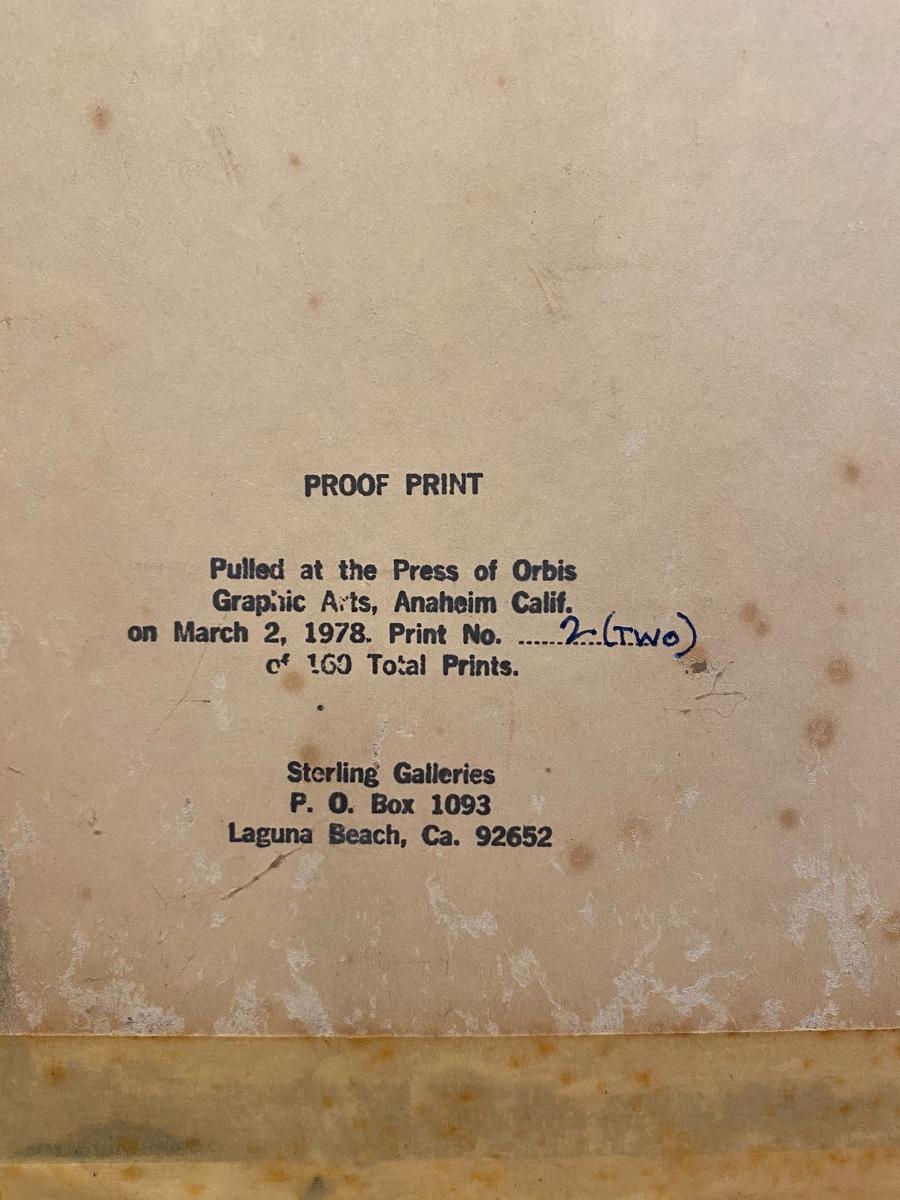 PROOF PRINT
Pulled at the Press of Orbis
Graphic Arts, Anaheim Calif.
on March 2, 1978. Print No. ......2.(TWO)
of 160 Total Prints.
Sterling Galleries
P. O. Box 1093
Laguna Beach, Ca. 92652